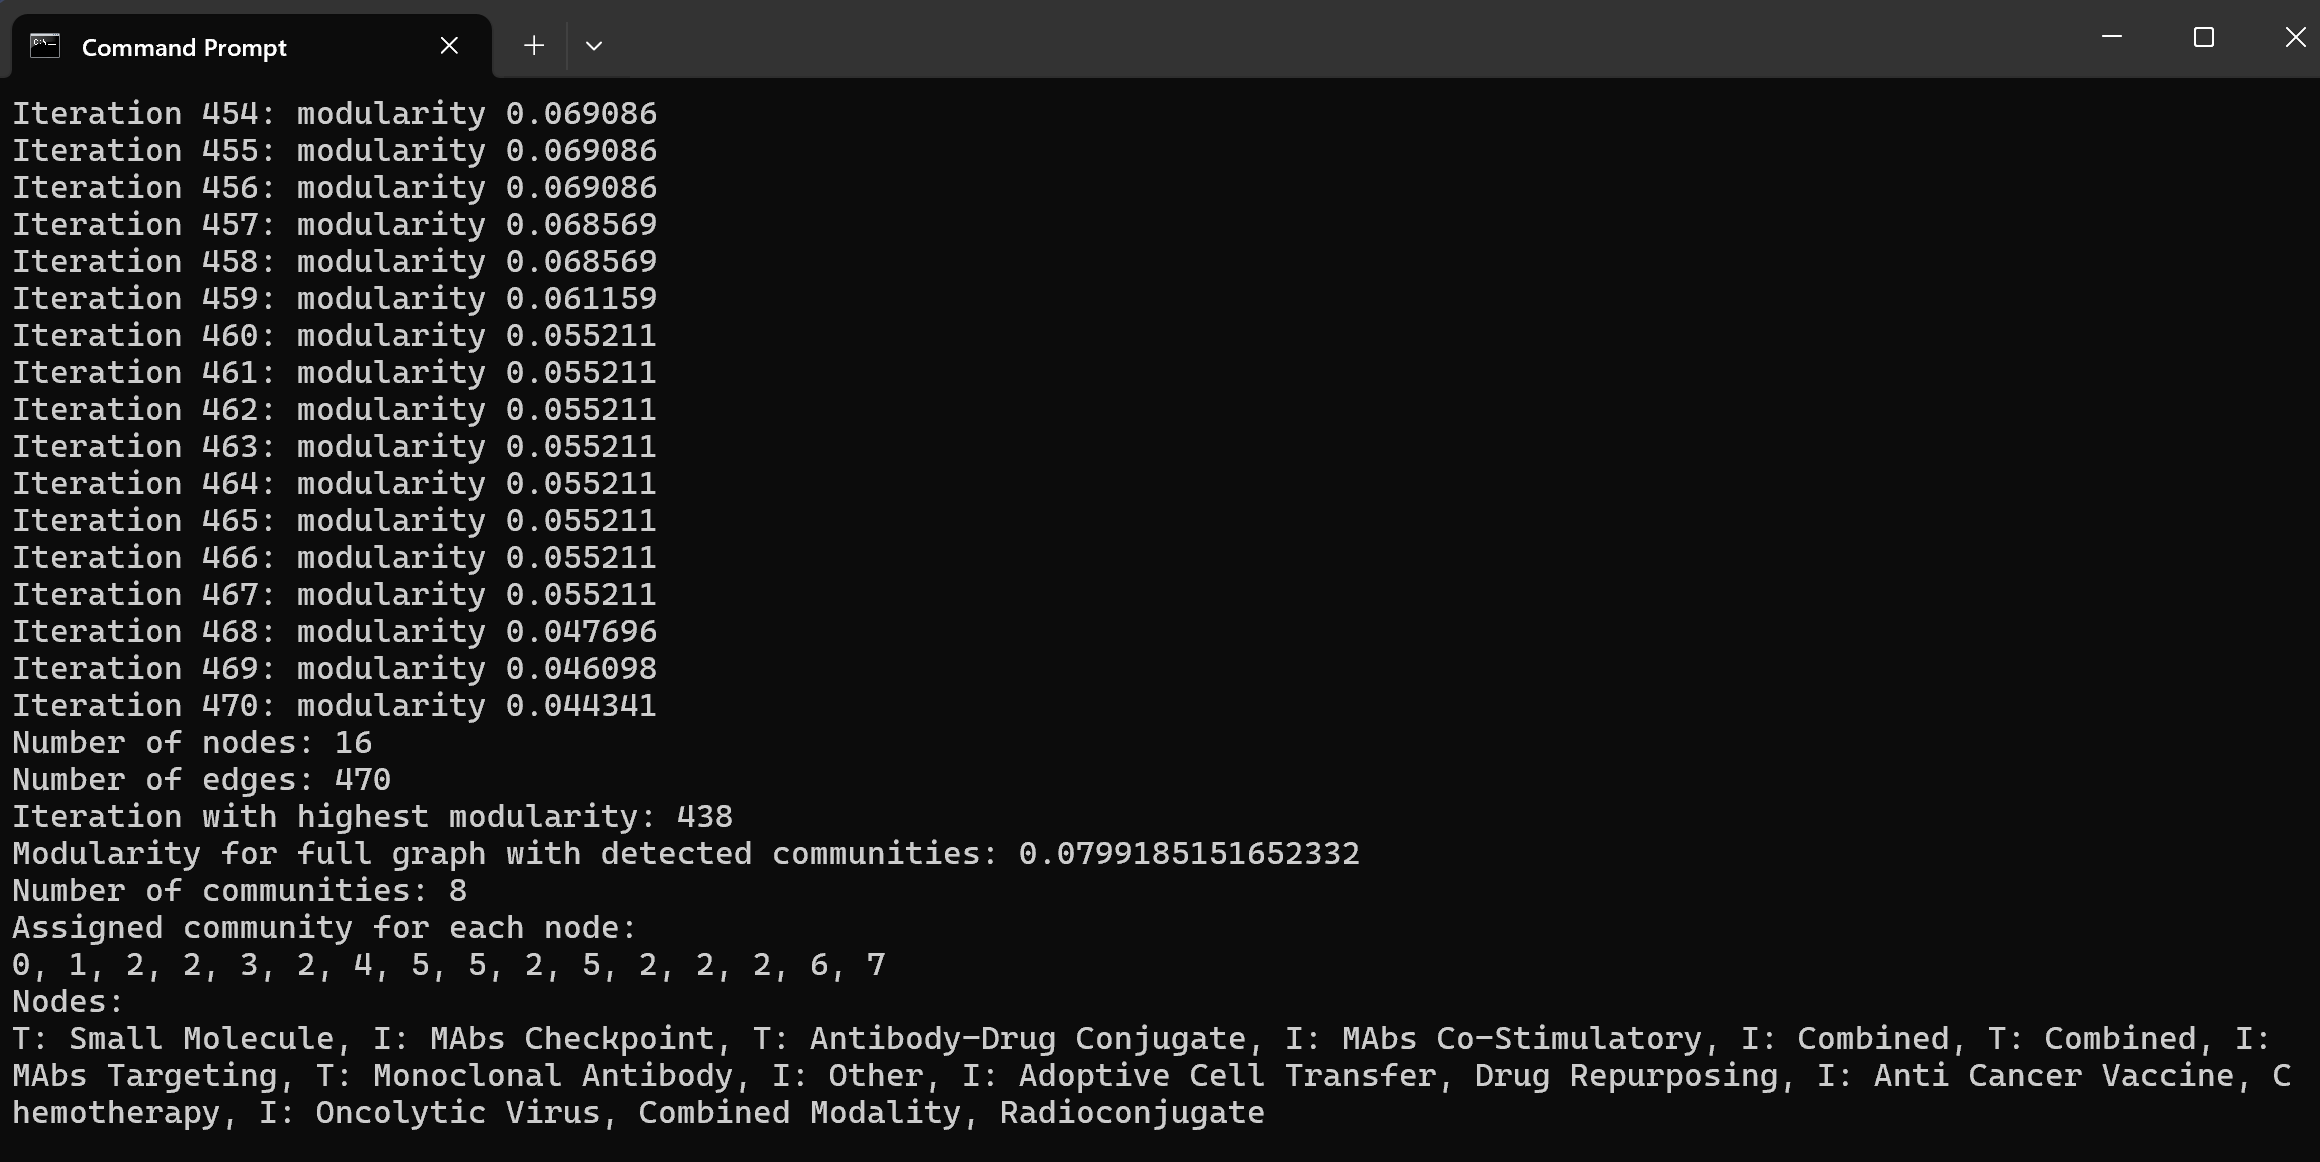 Command Prompt
Iteration 454: modularity 0.069086
Iteration 455: modularity 0.069086
Iteration 456: modularity 0.069086
Iteration 457: modularity 0.068569
Iteration 458: modularity 0.068569
Iteration 459: modularity 0.061159
Iteration 460: modularity 0.055211
Iteration 461: modularity 0.055211
Iteration 462: modularity 0.055211
Iteration 463: modularity 0.055211
Iteration 464: modularity 0.055211
Iteration 465: modularity 0.055211
Iteration 466: modularity 0.055211
Iteration 467: modularity 0.055211
Iteration 468: modularity 0.047696
Iteration 469: modularity 0.046098
Iteration 470: modularity 0.044341
Number of nodes: 16
Number of edges: 470
Iteration with highest modularity: 438
Modularity for full graph with detected communities: 0.0799185151652332
Number of communities: 8
Assigned community for each node:
0, 1, 2, 2, 3, 2, 4, 5, 5, 2, 5, 2, 2, 2, 6, 7
Nodes:
T: Small Molecule, I: MAbs Checkpoint, T: Antibody-Drug Conjugate, I: MAbs Co-Stimulatory, I: Combined, T: Combined, I:
MAbs Targeting, T: Monoclonal Antibody, I: Other, I: Adoptive Cell Transfer, Drug Repurposing, I: Anti Cancer Vaccine, C
hemotherapy, I: Oncolytic Virus, Combined Modality, Radioconjugate